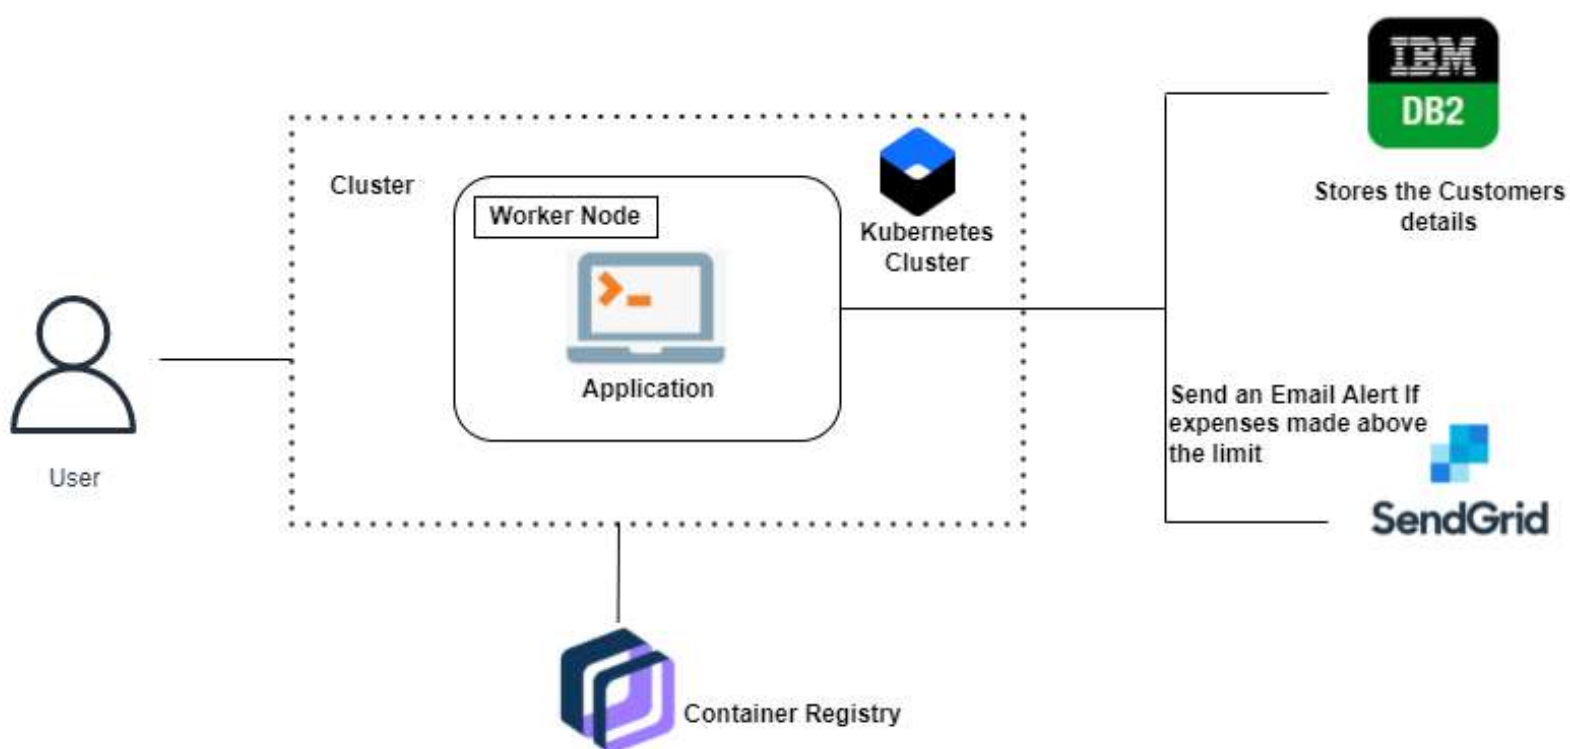 IBM
DB2
Stores the Customers
details
Cluster
Worker Node
Kubernetes
Cluster
Application
User
Send an Email Alert If
expenses made above
the limit
SendGrid
Container Registry